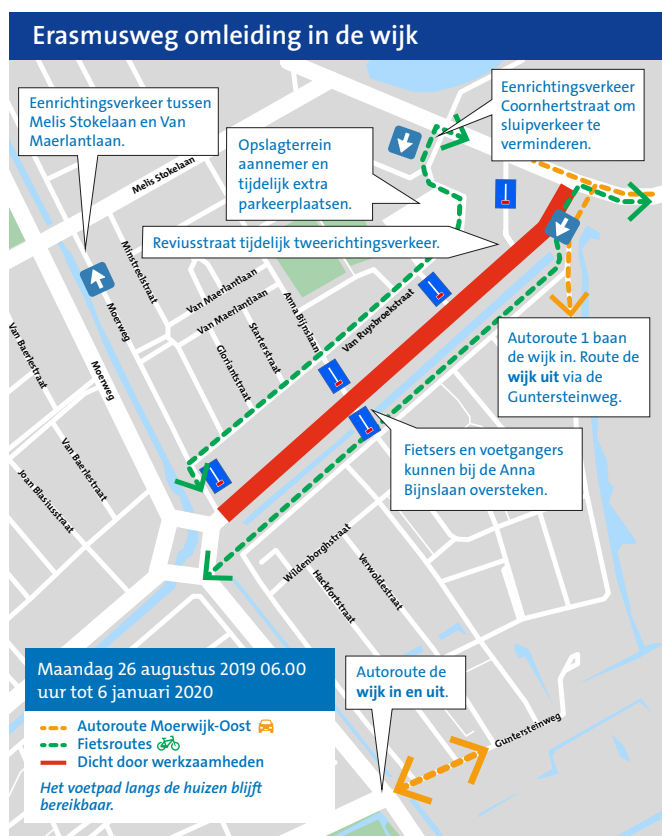 Erasmusweg omleiding in de wijk
Eenrichtingsverkeer tussen
Melis Stokelaan en Van
Maerlantlaan.
Eenrichtingsverkeer
Coornhertstraat om
sluipverkeer te
verminderen.
Opslagterrein
aannemer en
tijdelijk extra
parkeerplaatsen.
Melis Stokelaan
Reviusstraat tijdelijk tweerichtingsverkeer.
Minstreelstraat
Moerweg
Van Maerlantlaan
Van Maerlantlaan
Anna Bijnslaan
Starterstraat
Gloriantstraat
Van Ruysbroekstraat
Van Baerlestraat
Moerweg
Autoroute 1 baan
de wijk in. Route de
wijk uit via de
Guntersteinweg.
Van Baerlestraat
Joan Blasiusstraat
Fietsers en voetgangers
kunnen bij de Anna
Bijnslaan oversteken.
Wildenborghstraat
Hackfortstraat
Verwoldestraat
Maandag 26 augustus 2019 06.00
uur tot 6 januari 2020
Autoroute de
wijk in en uit.
Guntersteinweg
Autoroute Moerwijk-Oost
Fietsroutes
Dicht door werkzaamheden
Het voetpad langs de huizen blijft
bereikbaar.